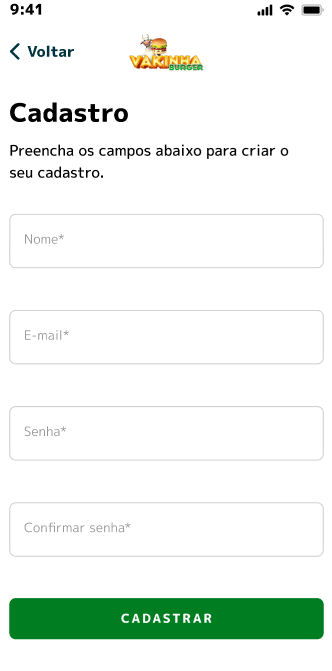 9:41
Voltar
VAKINHA
BURGER
Cadastro
Preencha os campos abaixo para criar o
seu cadastro.
Nome*
E-mail*
Senha*
Confirmar senha*
CADASTRAR